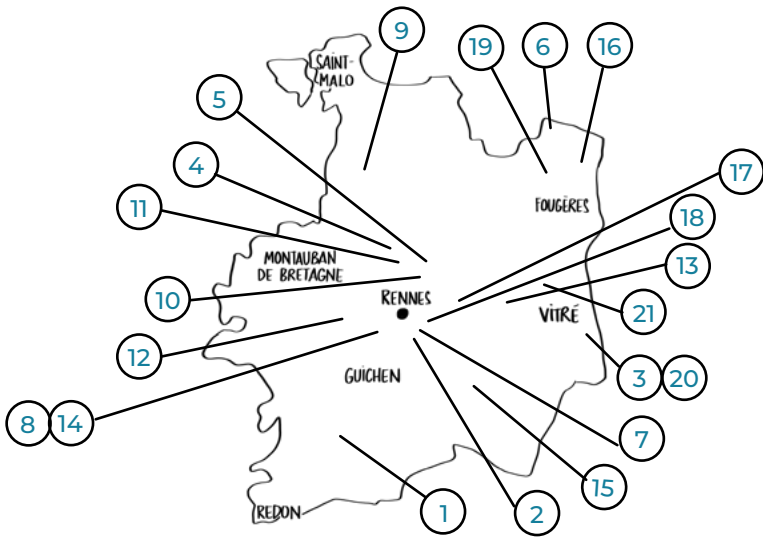 9
19
6
16
SAINT-
MALO
5
4
17
11
FOUGÈRES
18
MONTAUBAN
DE BRETAGNE
13
10
RENNES
21
VITRÉ
12
GUICHEN
3
20
8
14
7
15
REDON
1
2